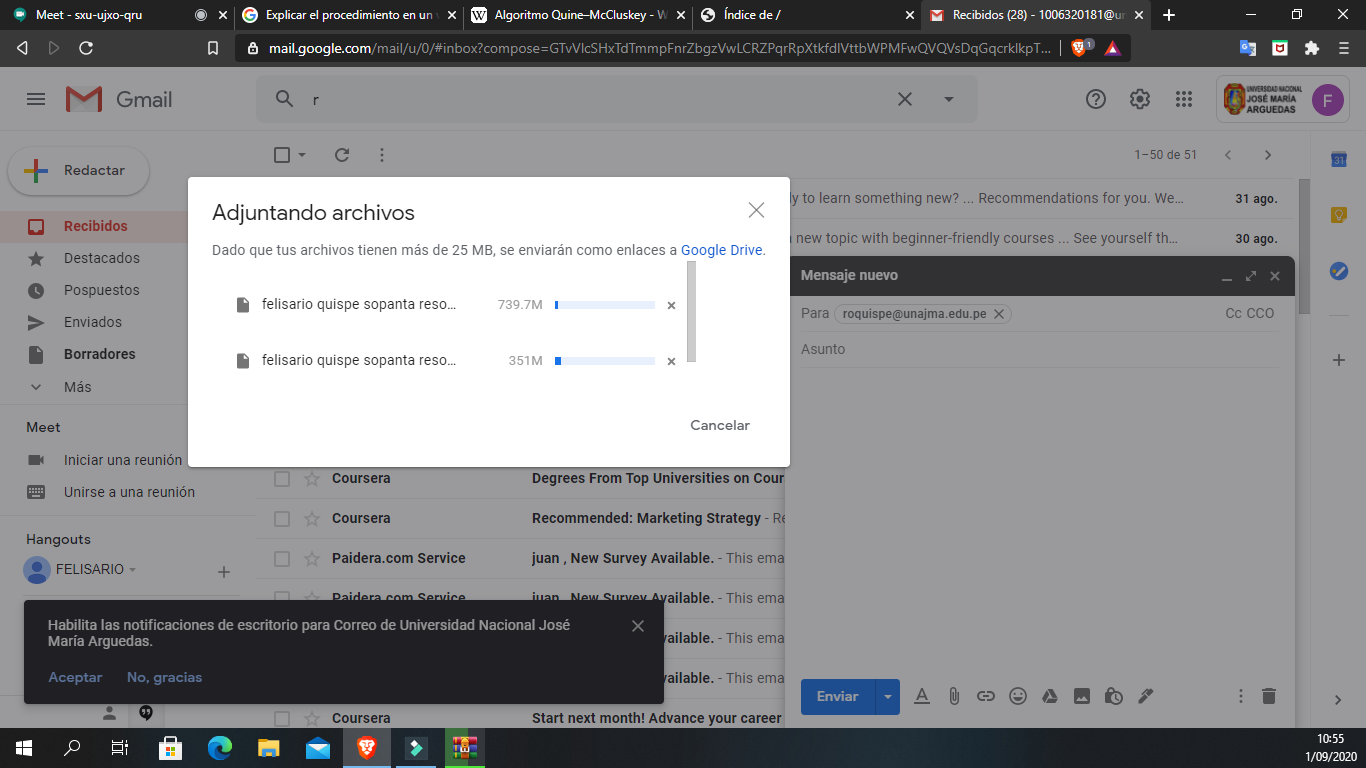 Meet - sxu-ujxo-qru
Explicar el procedimiento en un v
Algoritmo Quine–McCluskey - W
Índice de /
Recibidos (28) - 1006320181@un
mail.google.com/mail/u/0/#inbox?compose=GTvVlcSHxTdTmmpFnrZbgzVwLCRZPqrRpXtkfdlVttbWPMFwQVQVsDqGqcrklkpT...
1
Gmail
r
UNIVERSIDAD NACIONAL
JOSÉ MARÍA
ARGUEDAS
F
Redactar
1–50 de 51
31
Adjuntando archivos
Dado que tus archivos tienen más de 25 MB, se enviarán como enlaces a Google Drive.
felisario quispe sopanta reso... 739.7M
felisario quispe sopanta reso... 351M
Cancelar
ly to learn something new? ... Recommendations for you. We... 31 ago.
new topic with beginner-friendly courses ... See yourself th... 30 ago.
Recibidos
Destacados
Pospuestos
Enviados
Borradores
Más
Meet
Iniciar una reunión
Unirse a una reunión
Hangouts
FELISARIO
Mensaje nuevo
Para roquispe@unajma.edu.pe Cc CCO
Asunto
Coursera Degrees From Top Universities on Cour
Coursera Recommended: Marketing Strategy - Re
Paidera.com Service juan , New Survey Available. - This ema
Paidera.com Service juan , New Survey Available. - This ema
vailable. - This ema
vailable. - This ema
Coursera Start next month! Advance your career
Habilita las notificaciones de escritorio para Correo de Universidad Nacional José
María Arguedas.
Aceptar No, gracias
Enviar
10:55
1/09/2020